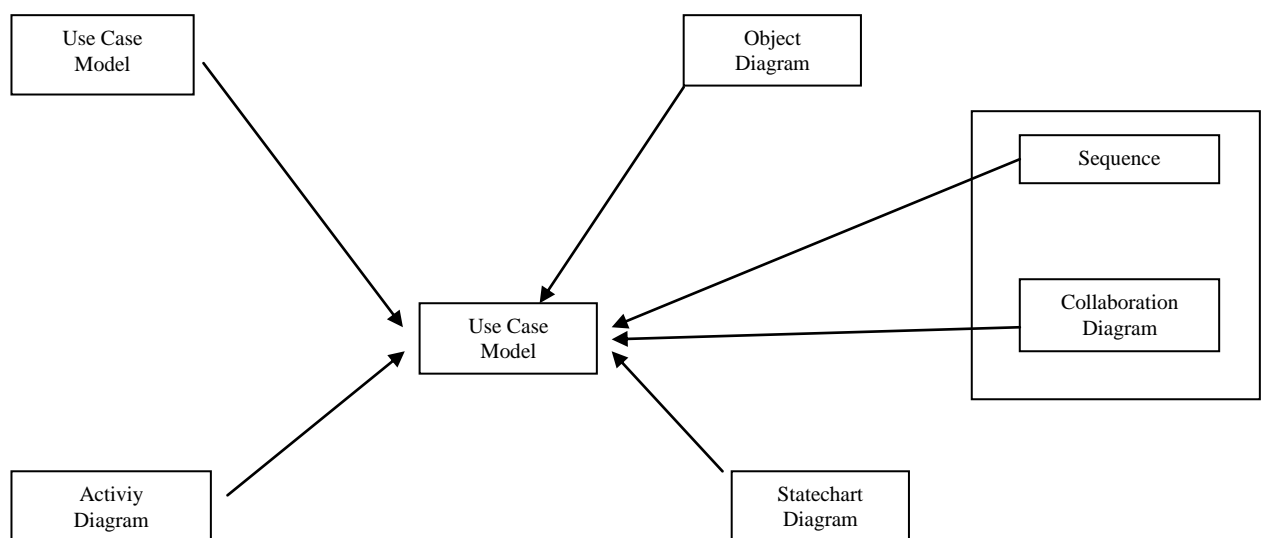 Use Case
Model
Object
Diagram
Sequence
Collaboration
Diagram
Use Case
Model
Activiy
Diagram
Statechart
Diagram